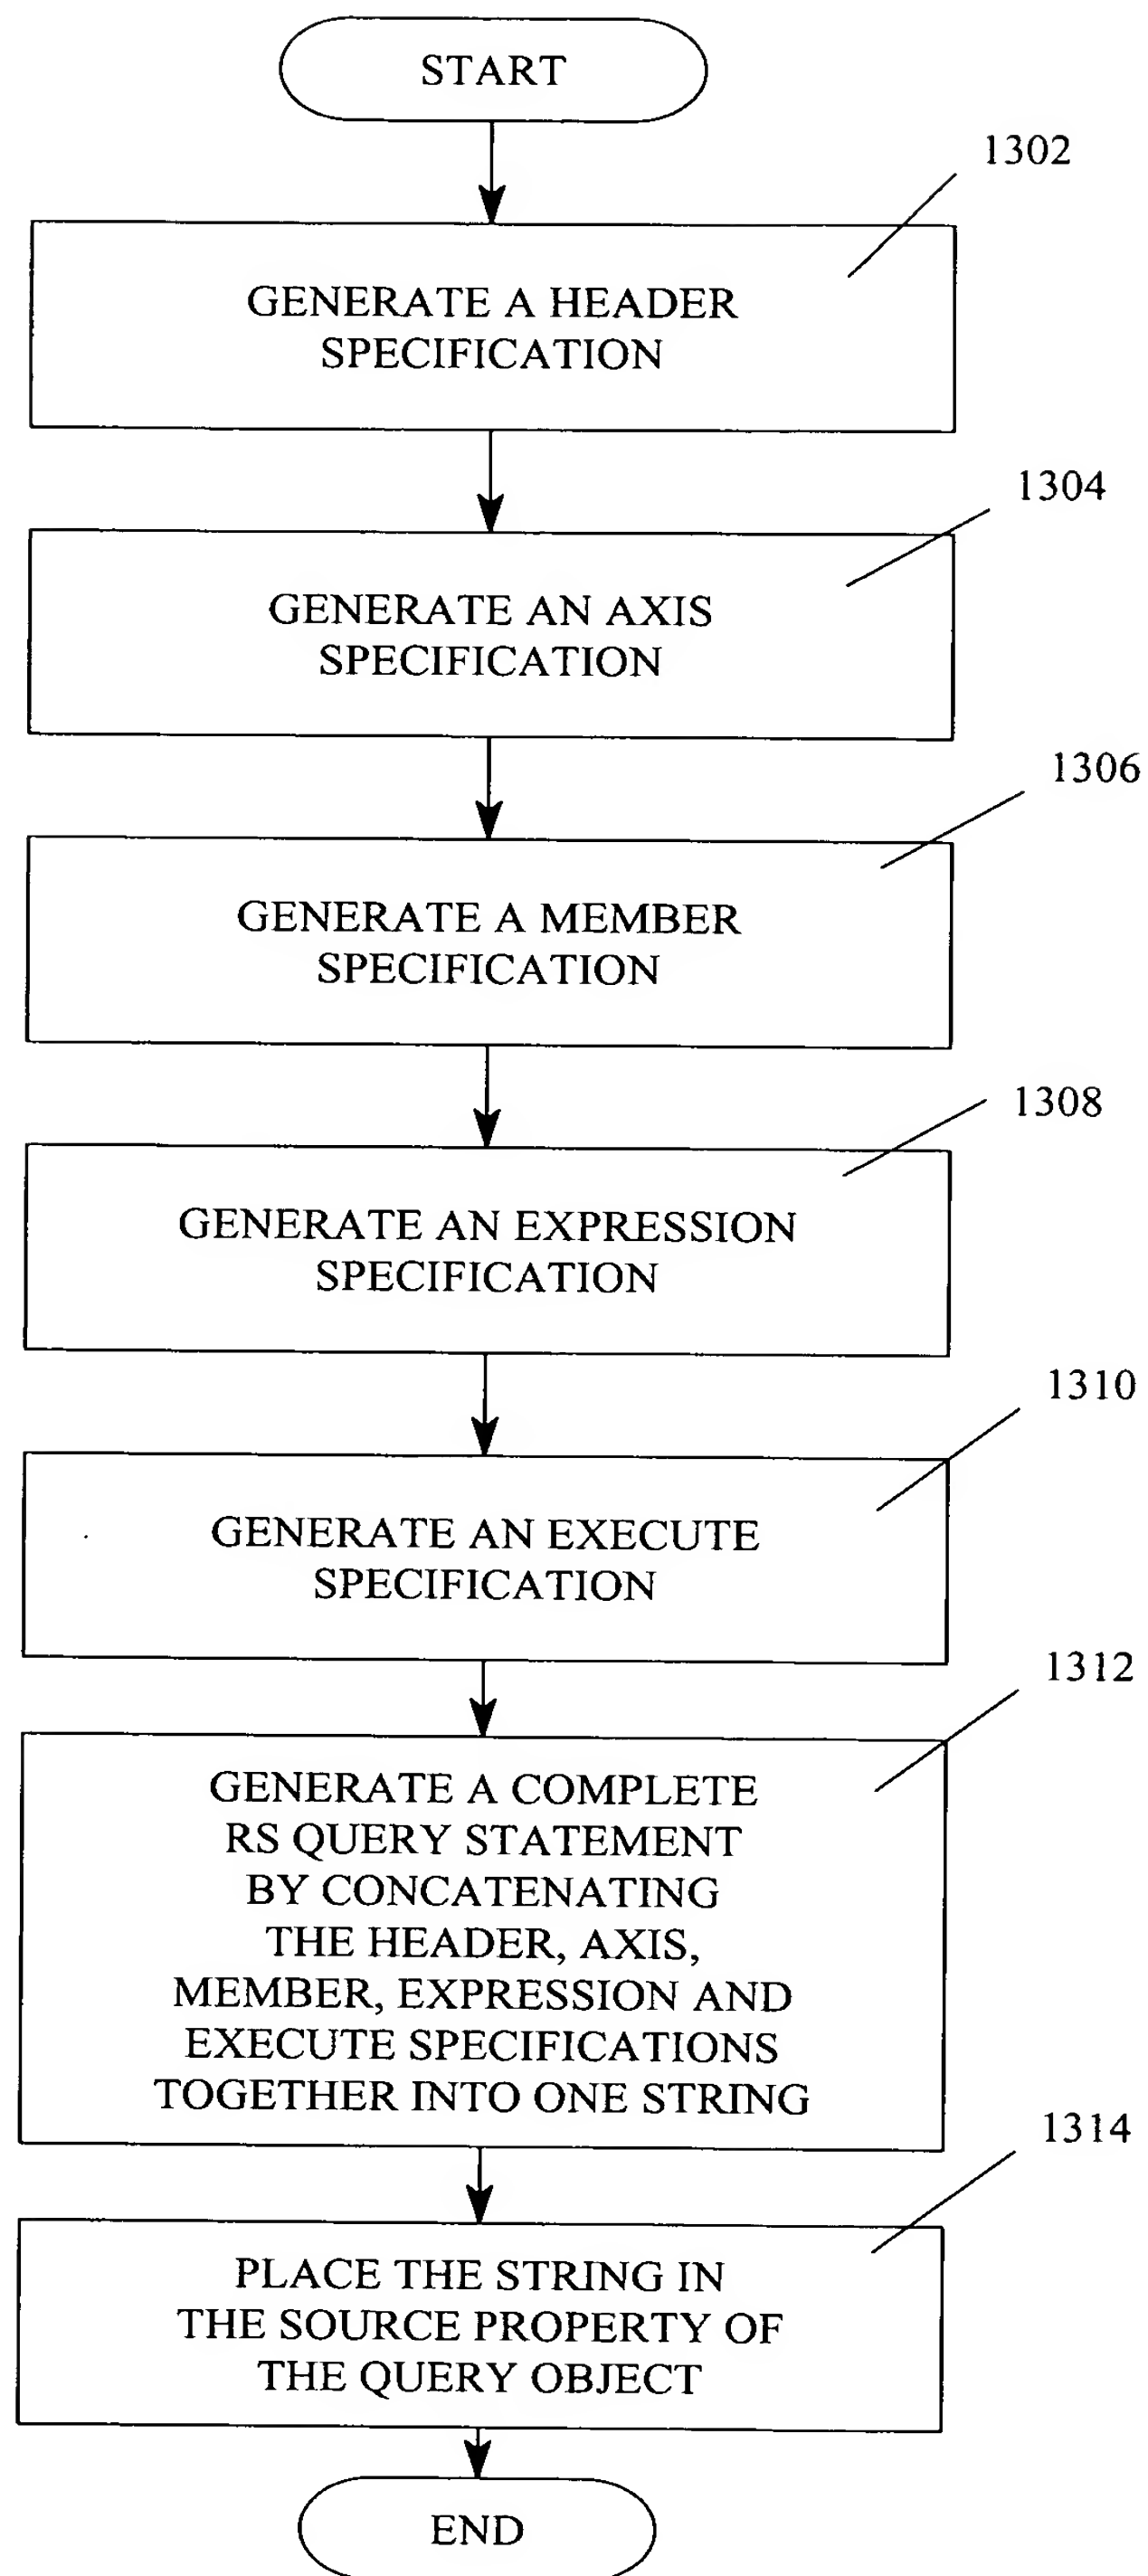 START
1302
GENERATE A HEADER
SPECIFICATION
1304
GENERATE AN AXIS
SPECIFICATION
1306
GENERATE A MEMBER
SPECIFICATION
1308
GENERATE AN EXPRESSION
SPECIFICATION
1310
GENERATE AN EXECUTE
SPECIFICATION
1312
GENERATE A COMPLETE
RS QUERY STATEMENT
BY CONCATENATING
THE HEADER, AXIS,
MEMBER, EXPRESSION AND
EXECUTE SPECIFICATIONS
TOGETHER INTO ONE STRING
1314
PLACE THE STRING IN
THE SOURCE PROPERTY OF
THE QUERY OBJECT
END